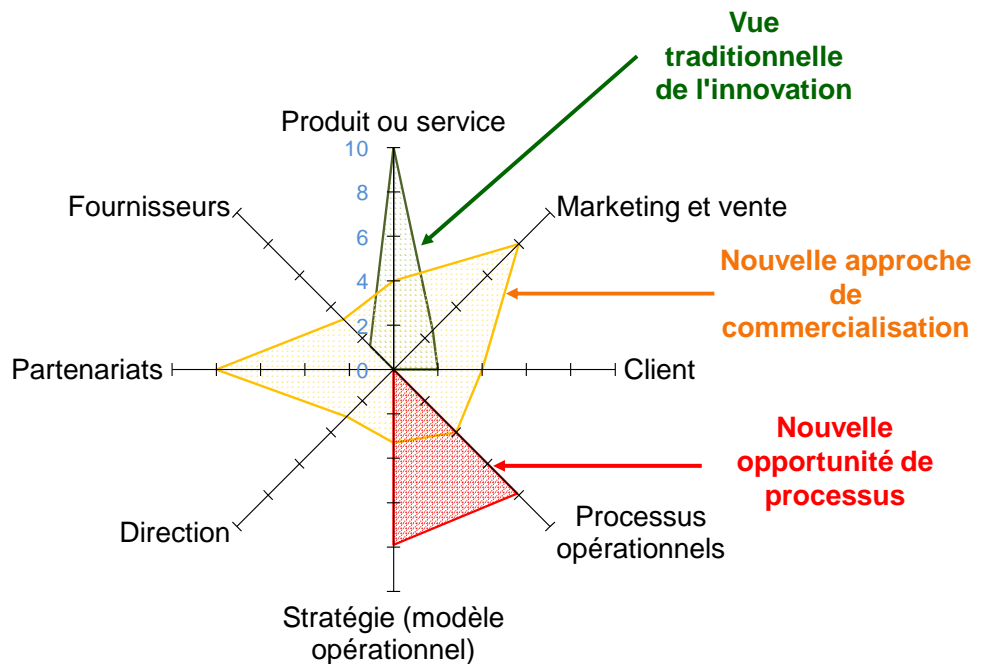 Vue
traditionnelle
de l'innovation
Produit ou service
10
8
6
4
2
0
Fournisseurs
Marketing et vente
Nouvelle approche
de
commercialisation
Partenariats
Client
Nouvelle
opportunité de
processus
Direction
Processus
opérationnels
Stratégie (modèle
opérationnel)